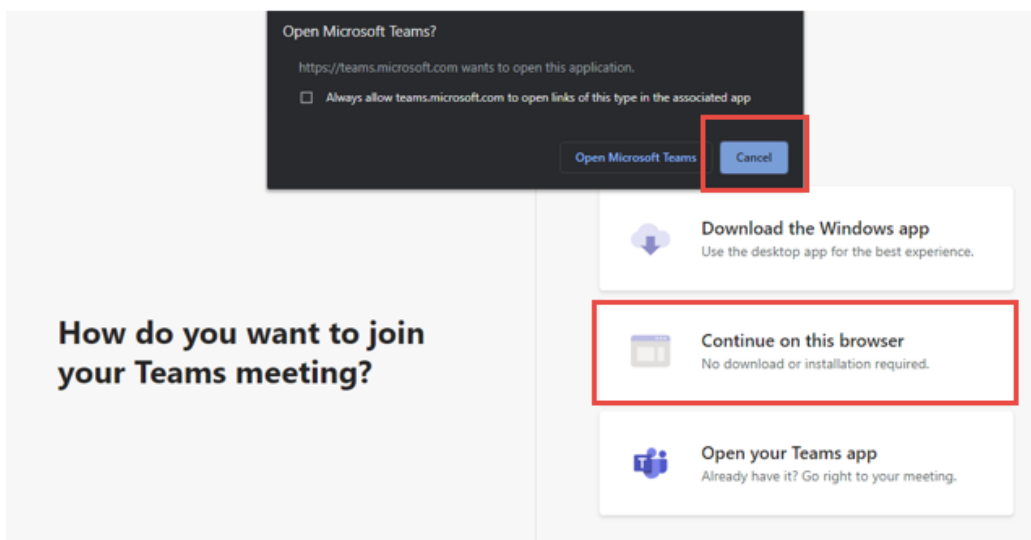 Open Microsoft Teams?
https://teams.microsoft.com wants to open this application.
Always allow teams.microsoft.com to open links of this type in the associated app
Open Microsoft Teams
Cancel
How do you want to join
your Teams meeting?
Download the Windows app
Use the desktop app for the best experience.
Continue on this browser
No download or installation required.
Open your Teams app
Already have it? Go right to your meeting.